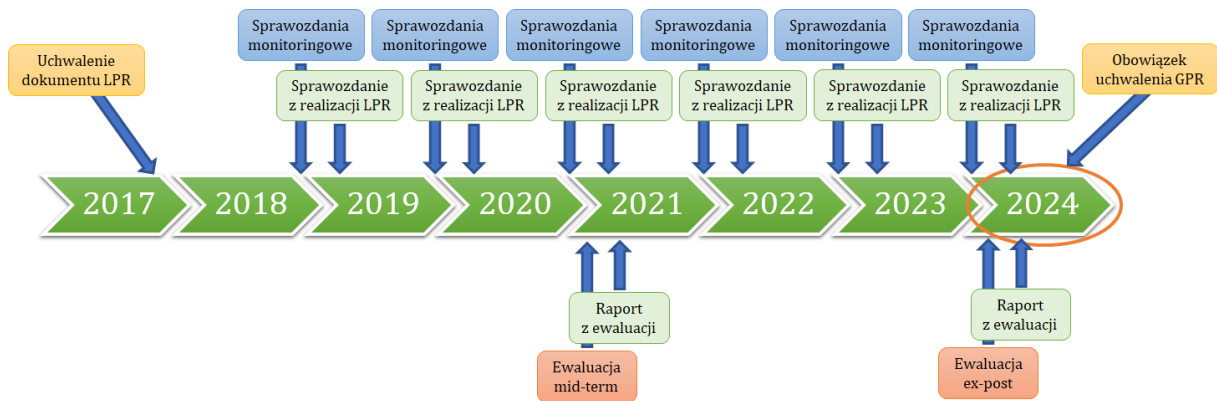 Sprawozdania
monitoringowe
Sprawozdania
monitoringowe
Sprawozdania
monitoringowe
Sprawozdania
monitoringowe
Sprawozdania
monitoringowe
Sprawozdania
monitoringowe
Uchwalenie
dokumentu LPR
Obowiązek
uchwalenia GPR
Sprawozdanie
z realizacji LPR
Sprawozdanie
z realizacji LPR
Sprawozdanie
z realizacji LPR
Sprawozdanie
z realizacji LPR
Sprawozdanie
z realizacji LPR
Sprawozdanie
z realizacji LPR
2017
2018
2019
2020
2021
2022
2023
2024
Raport
z ewaluacji
Raport
z ewaluacji
Ewaluacja
mid-term
Ewaluacja
ex-post